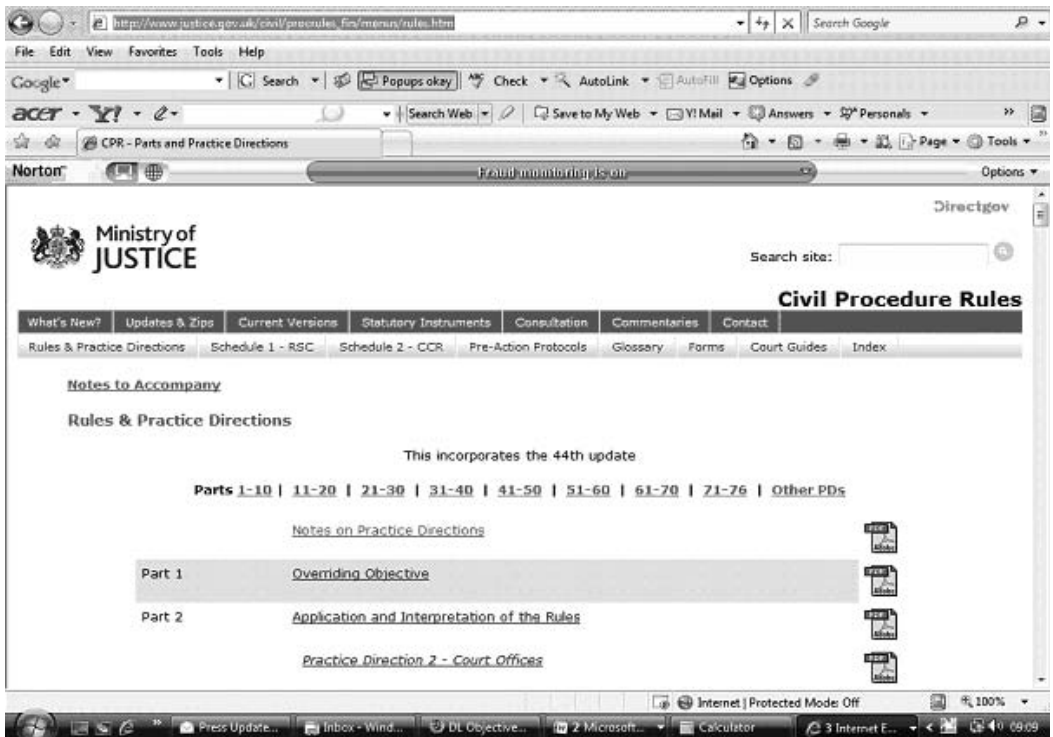 http://www.justice.gov.uk/civil/procrules_fin/menus/rules.htm
Search Google
File Edit View Favorites Tools Help
Google Search Popups okay Check AutoLink AutoFill Options
acer Y! Search Web Save to My Web Y! Mail Answers Personals
CPR - Parts and Practice Directions Page Tools
Norton Fraud monitoring is on Options
Directgov
Ministry of
JUSTICE
Search site:
Civil Procedure Rules
What's New? Updates & Zips Current Versions Statutory Instruments Consultation Commentaries Contact
Rules & Practice Directions Schedule 1 - RSC Schedule 2 - CCR Pre-Action Protocols Glossary Forms Court Guides Index
Notes to Accompany
Rules & Practice Directions
This incorporates the 44th update
Parts 1-10 | 11-20 | 21-30 | 31-40 | 41-50 | 51-60 | 61-70 | 71-76 | Other PDs
Notes on Practice Directions
Part 1 Overriding Objective
Part 2 Application and Interpretation of the Rules
Practice Direction 2 - Court Offices
Internet | Protected Mode: Off 100%
Press Update... Inbox - Wind... DL Objective... 2 Microsoft... Calculator 3 Internet E... 09:09